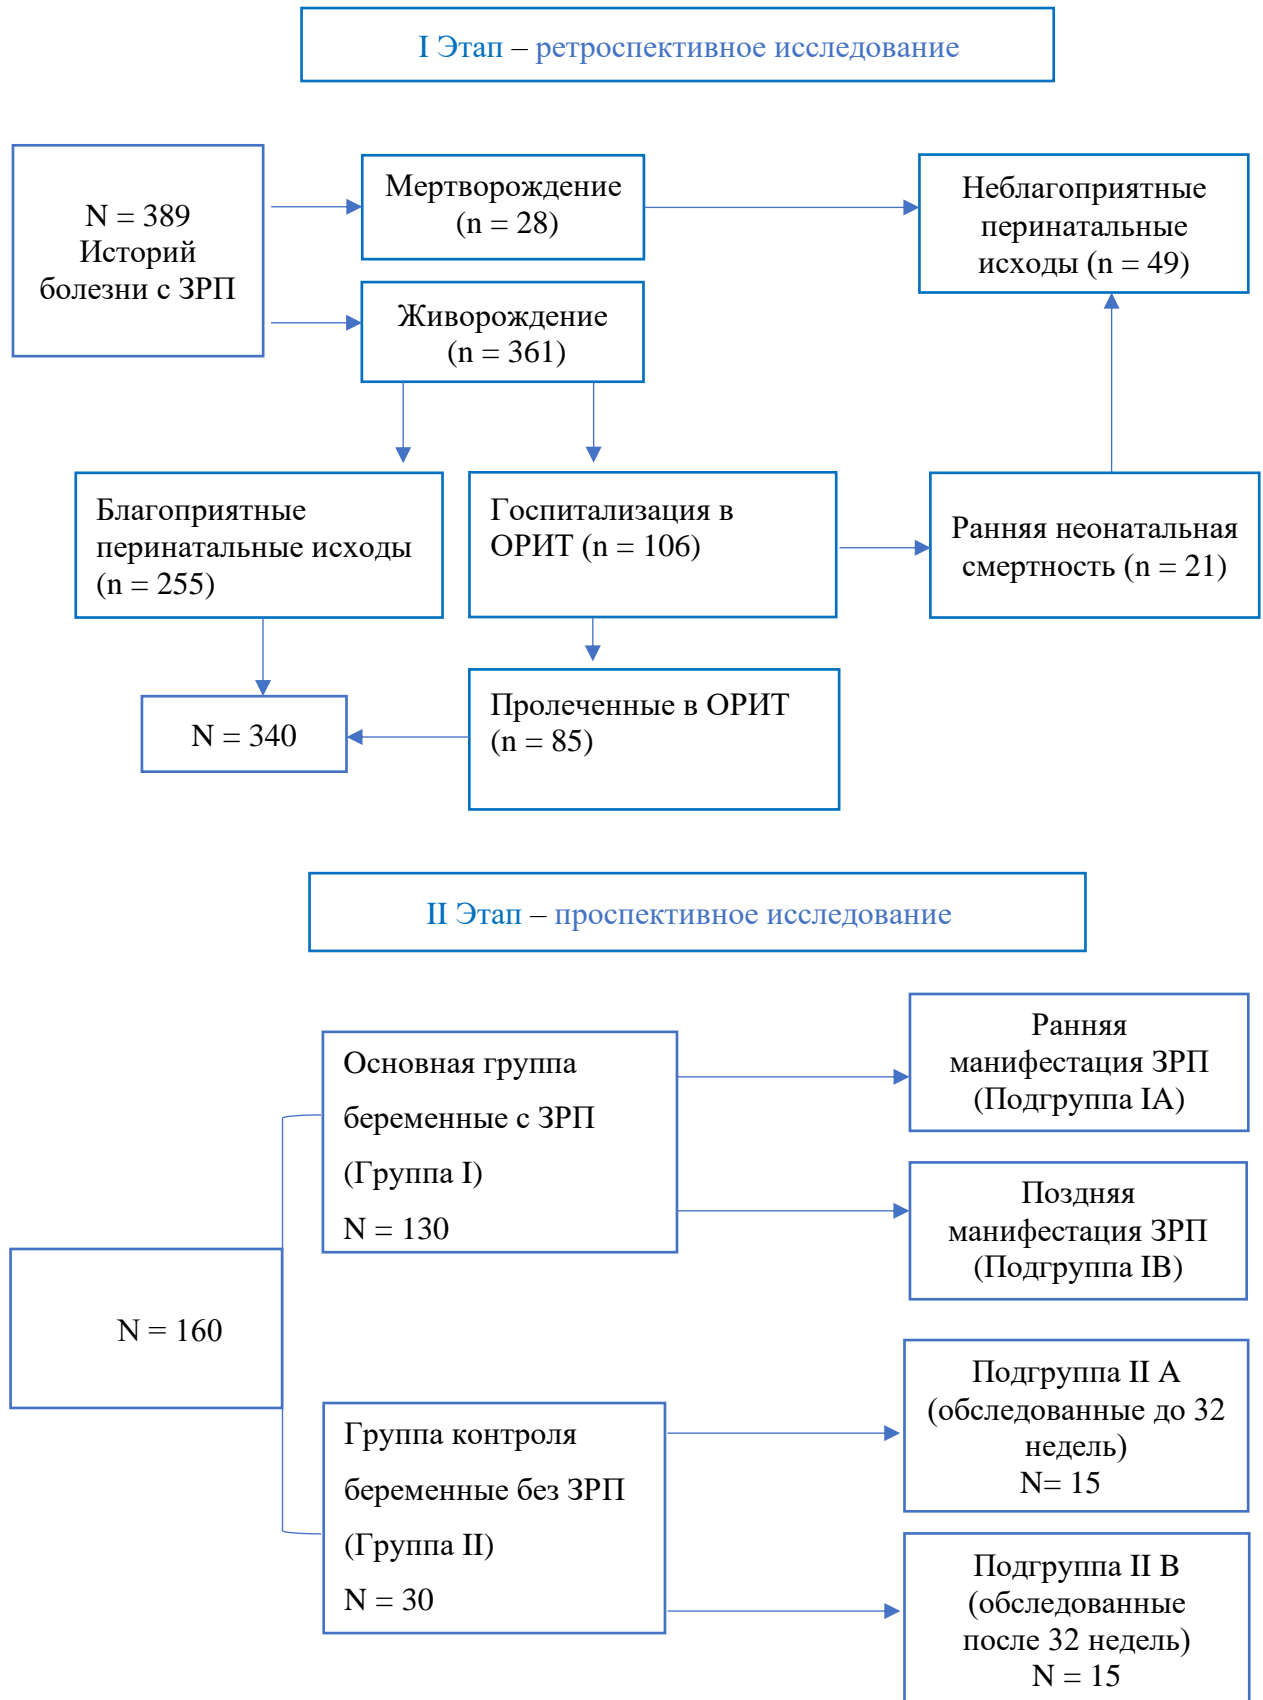 I Этап – ретроспективное исследование
N = 389
Историй
болезни с ЗРП
Мертворождение
(n = 28)
Неблагоприятные
перинатальные
исходы (n = 49)
Живорождение
(n = 361)
Благоприятные
перинатальные исходы
(n = 255)
Госпитализация в
ОРИТ (n = 106)
Ранняя неонатальная
смертность (n = 21)
N = 340
Пролеченные в ОРИТ
(n = 85)
II Этап – проспективное исследование
N = 160
Основная группа
беременные с ЗРП
(Группа I)
N = 130
Ранняя
манифестация ЗРП
(Подгруппа IA)
Поздняя
манифестация ЗРП
(Подгруппа IB)
Группа контроля
беременные без ЗРП
(Группа II)
N = 30
Подгруппа II A
(обследованные до 32
недель)
N= 15
Подгруппа II B
(обследованные
после 32 недель)
N = 15